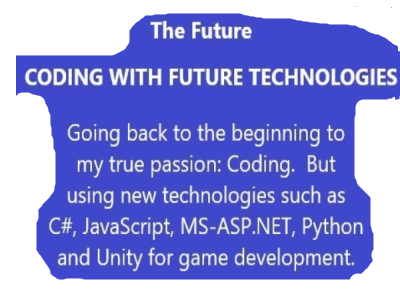 The Future
CODING WITH FUTURE TECHNOLOGIES
Going back to the beginning to
my true passion: Coding.  But
using new technologies such as
C#, JavaScript, MS-ASP.NET, Python
and Unity for game development.